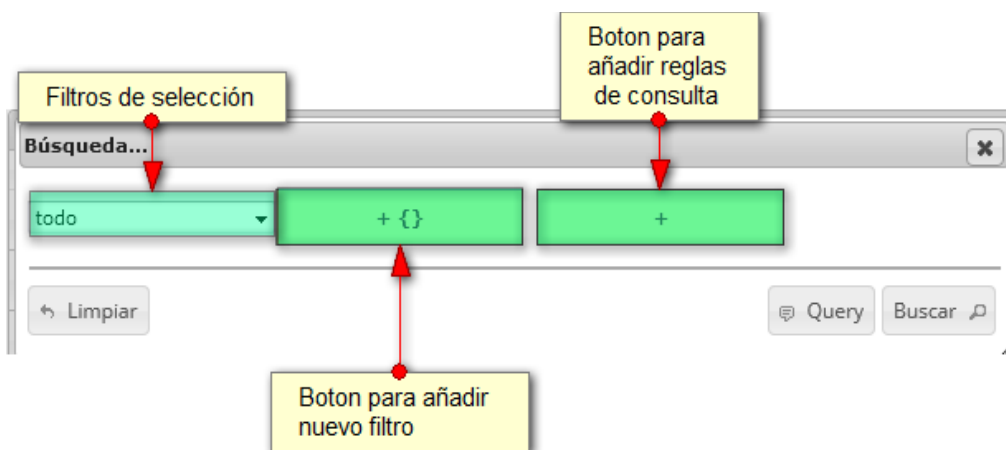 Boton para
añadir reglas
de consulta
Filtros de selección
Búsqueda...
todo
+ {}
+
Limpiar
Query
Buscar
Boton para añadir
nuevo filtro